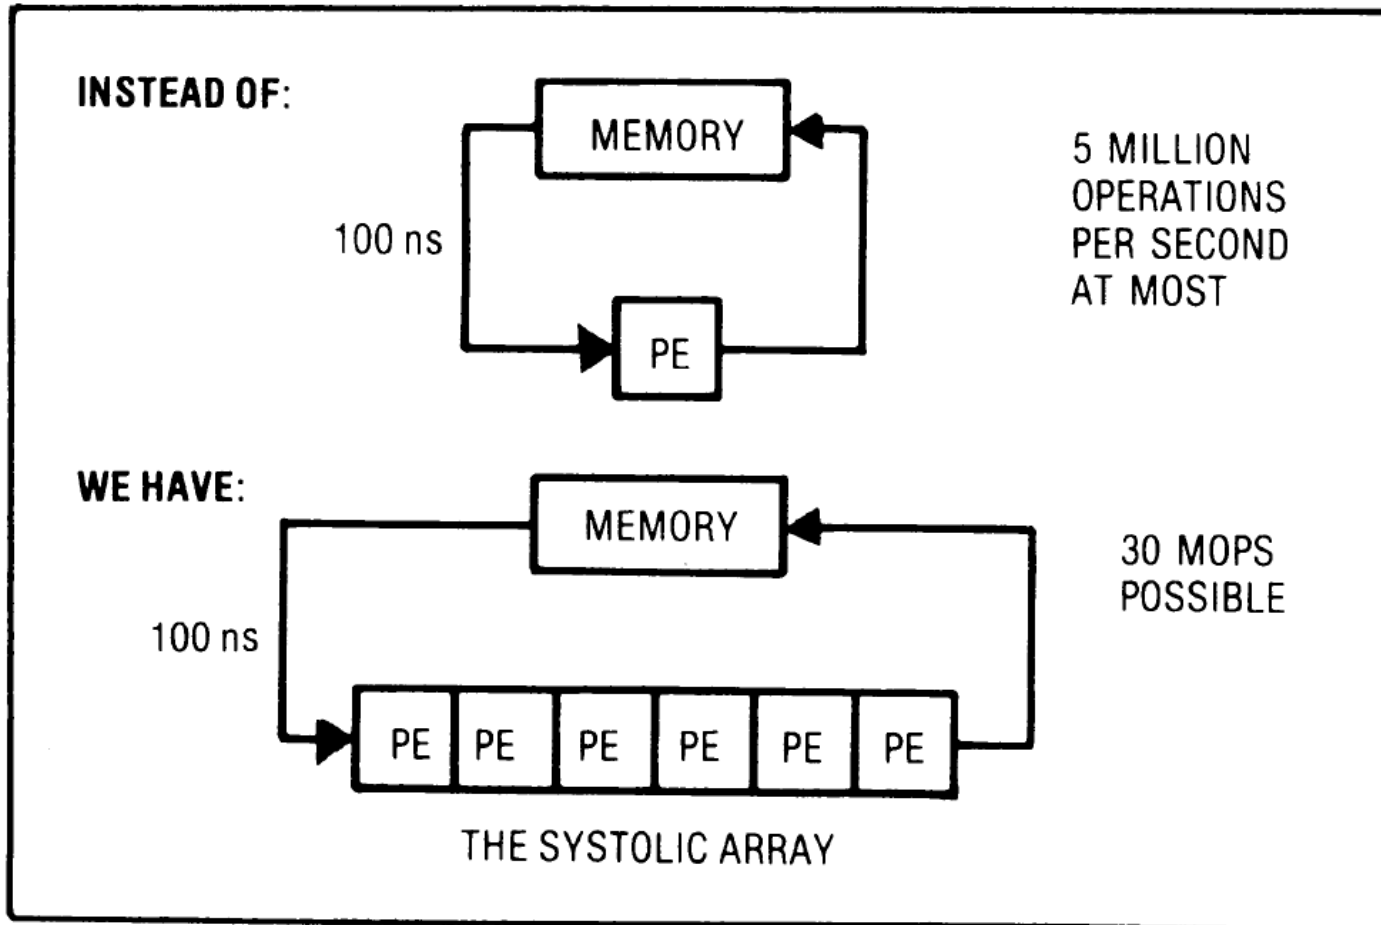 INSTEAD OF:
MEMORY
100 ns
PE
5 MILLION
OPERATIONS
PER SECOND
AT MOST
WE HAVE:
MEMORY
100 ns
PE PE PE PE PE PE
30 MOPS
POSSIBLE
THE SYSTOLIC ARRAY